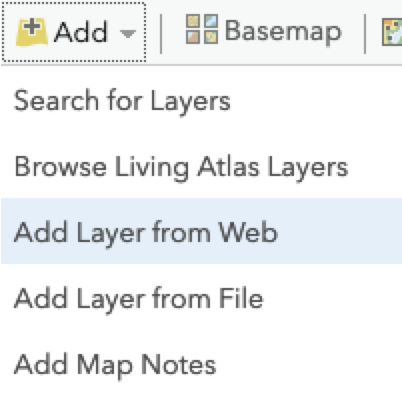 Add Basemap
Search for Layers
Browse Living Atlas Layers
Add Layer from Web
Add Layer from File
Add Map Notes